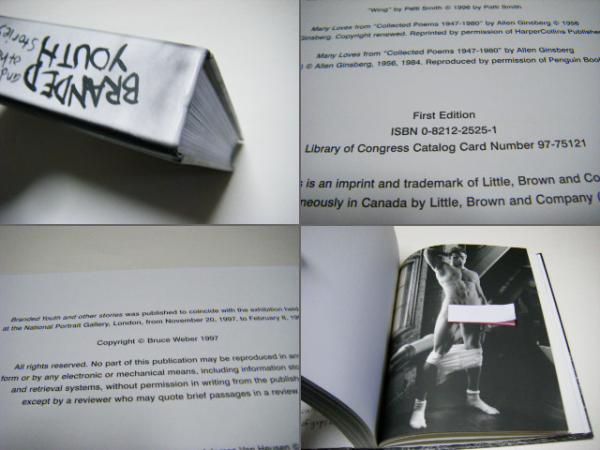 BRANDED
YOUTH
and other
stories
"Wing" by Patti Smith © 1996 by Patti Smith
Many Loves from "Collected Poems 1947-1980" by Allen Ginsberg © 1956
Ginsberg. Copyright renewed. Reprinted by permission of HarperCollins Publisher
Many Loves from "Collected Poems 1947-1980" by Allen Ginsberg
) © Allen Ginsberg, 1956, 1984. Reproduced by permission of Penguin Boo
First Edition
ISBN 0-8212-2525-1
Library of Congress Catalog Card Number 97-75121
is an imprint and trademark of Little, Brown and Co
neously in Canada by Little, Brown and Company (
Branded Youth and other stories was published to coincide with the exhibition held
at the National Portrait Gallery, London, from November 20, 1997, to February 8, 19
Copyright © Bruce Weber 1997
All rights reserved. No part of this publication may be reproduced in an
form or by any electronic or mechanical means, including information sto
and retrieval systems, without permission in writing from the publish
except by a reviewer who may quote brief passages in a review.
Van Heusen ©